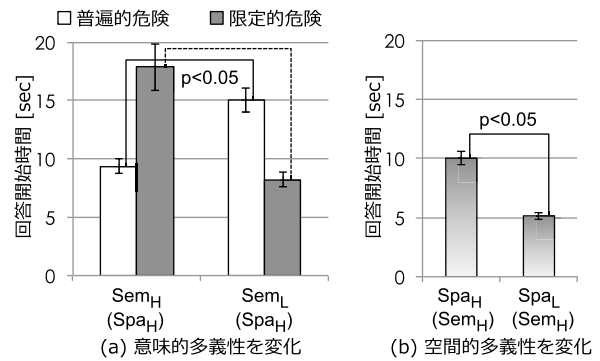 普遍的危険 限定的危険
20
15
10
5
0
回答開始時間 [sec]
p<0.05
SemH SemL
(SpaH) (SpaH)
(a) 意味的多義性を変化
20
15
10
5
0
回答開始時間 [sec]
p<0.05
SpaH SpaL
(SemH) (SemH)
(b) 空間的多義性を変化